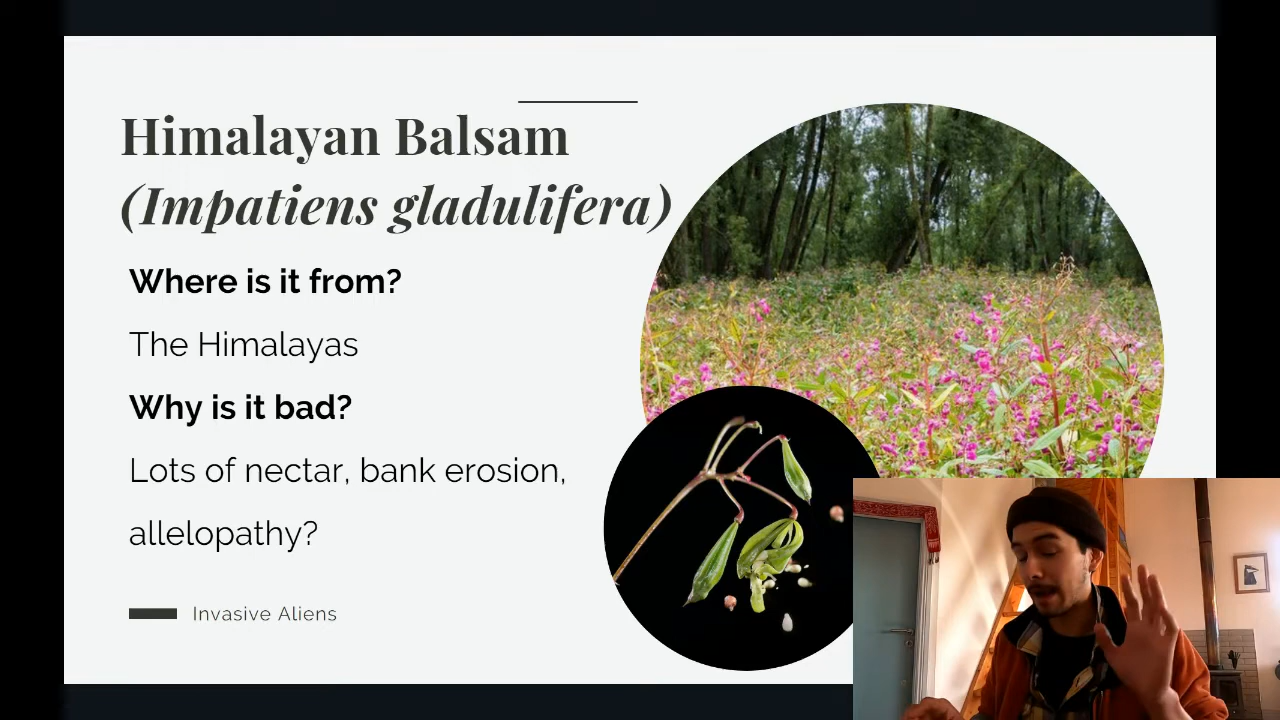 Himalayan Balsam
(Impatiens gladulifera)
Where is it from?
The Himalayas
Why is it bad?
Lots of nectar, bank erosion,
allelopathy?
Invasive Aliens